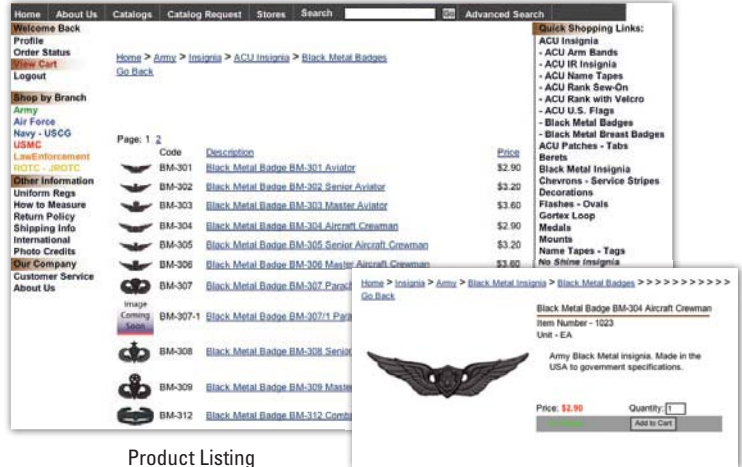 Home About Us Catalogs Catalog Request Stores Search Go Advanced Search
Welcome Back
Profile
Order Status
View Cart
Logout
Shop by Branch
Army
Air Force
Navy - USCG
USMC
LawEnforcement
ROTC - JROTC
Other Information
Uniform Regs
How to Measure
Return Policy
Shipping Info
International
Photo Credits
Our Company
Customer Service
About Us
Home > Army > Insignia > ACU Insignia > Black Metal Badges
Go Back
Page: 1 2
Code Description Price
BM-301 Black Metal Badge BM-301 Aviator $2.90
BM-302 Black Metal Badge BM-302 Senior Aviator $3.20
BM-303 Black Metal Badge BM-303 Master Aviator $3.60
BM-304 Black Metal Badge BM-304 Aircraft Crewman $2.90
BM-305 Black Metal Badge BM-305 Senior Aircraft Crewman $3.20
BM-306 Black Metal Badge BM-306 Master Aircraft Crewman $3.60
BM-307 Black Metal Badge BM-307 Parach
Image
Coming
Soon
BM-307-1 Black Metal Badge BM-307/1 Para
BM-308 Black Metal Badge BM-308 Senior
BM-309 Black Metal Badge BM-309 Maste
BM-312 Black Metal Badge BM-312 Comb
Quick Shopping Links:
ACU Insignia
- ACU Arm Bands
- ACU IR Insignia
- ACU Name Tapes
- ACU Rank Sew-On
- ACU Rank with Velcro
- ACU U.S. Flags
- Black Metal Badges
- Black Metal Breast Badges
ACU Patches - Tabs
Berets
Black Metal Insignia
Chevrons - Service Stripes
Decorations
Flashes - Ovals
Gortex Loop
Medals
Mounts
Name Tapes - Tags
No Shine Insignia
Home > Insignia > Army > Black Metal Insignia > Black Metal Badges > > > > > > > > > > >
Go Back
Black Metal Badge BM-304 Aircraft Crewman
Item Number - 1023
Unit - EA
Army Black Metal insignia. Made in the
USA to government specifications.
Price: $2.90 Quantity: 1
Add to Cart
Product Listing